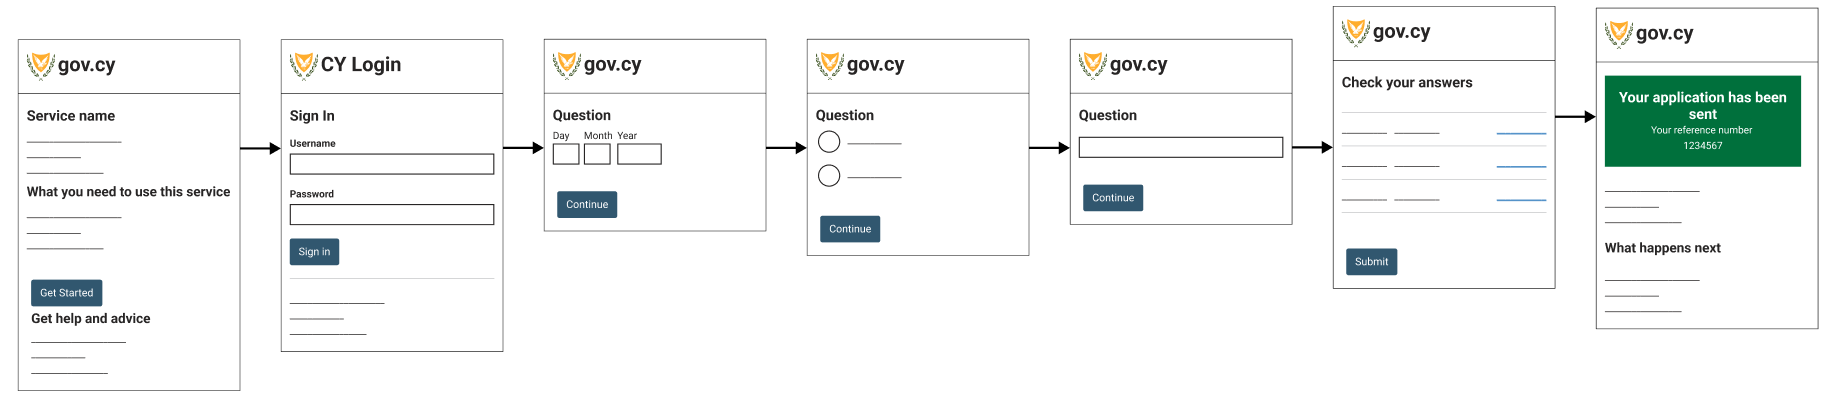 gov.cy
Service name
What you need to use this service
Get Started
Get help and advice
CY Login
Sign In
Username
Password
Sign in
gov.cy
Question
Day Month Year
Continue
gov.cy
Question
Continue
gov.cy
Question
Continue
gov.cy
Check your answers
Submit
gov.cy
Your application has been
sent
Your reference number
1234567
What happens next